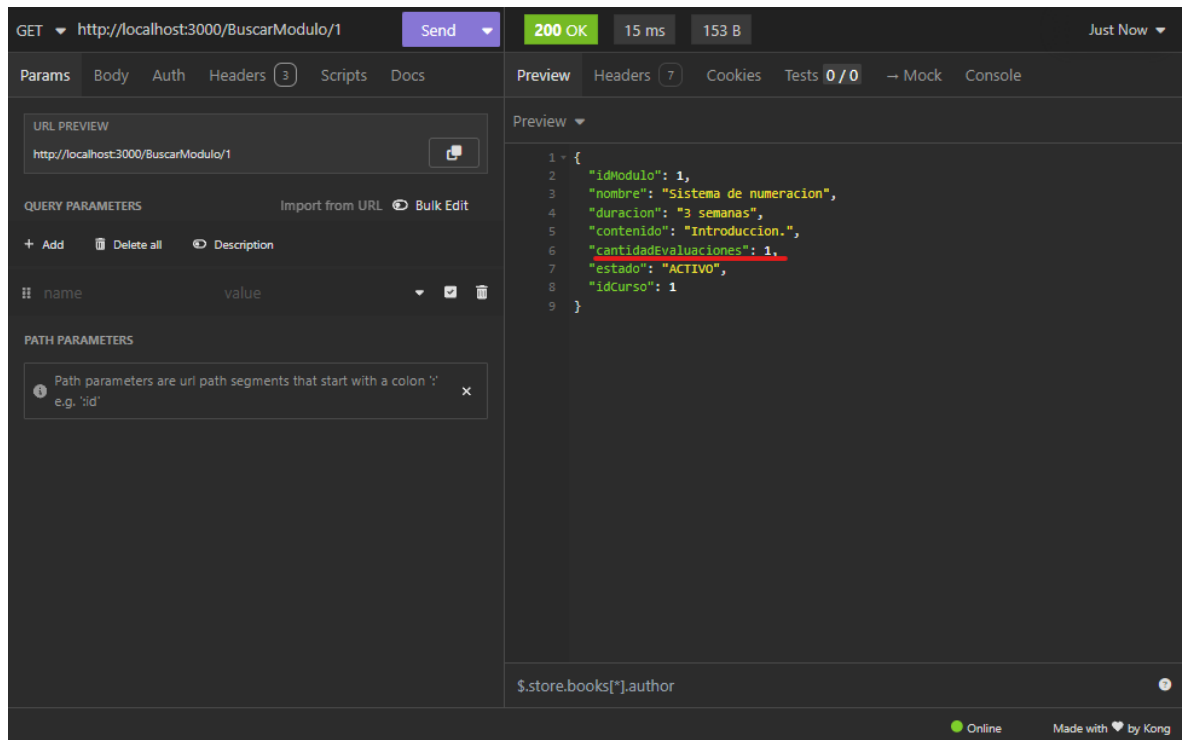 GET http://localhost:3000/BuscarModulo/1 Send
Params Body Auth Headers 3 Scripts Docs
URL PREVIEW
http://localhost:3000/BuscarModulo/1
QUERY PARAMETERS Import from URL Bulk Edit
+ Add Delete all Description
name value
PATH PARAMETERS
Path parameters are url path segments that start with a colon ':'
e.g. ':id'
200 OK 15 ms 153 B Just Now
Preview Headers 7 Cookies Tests 0 / 0 → Mock Console
Preview
1 {
2 "idModulo": 1,
3 "nombre": "Sistema de numeracion",
4 "duracion": "3 semanas",
5 "contenido": "Introduccion.",
6 "cantidadEvaluaciones": 1,
7 "estado": "ACTIVO",
8 "idCurso": 1
9 }
$.store.books[*].author
Online Made with ♥ by Kong